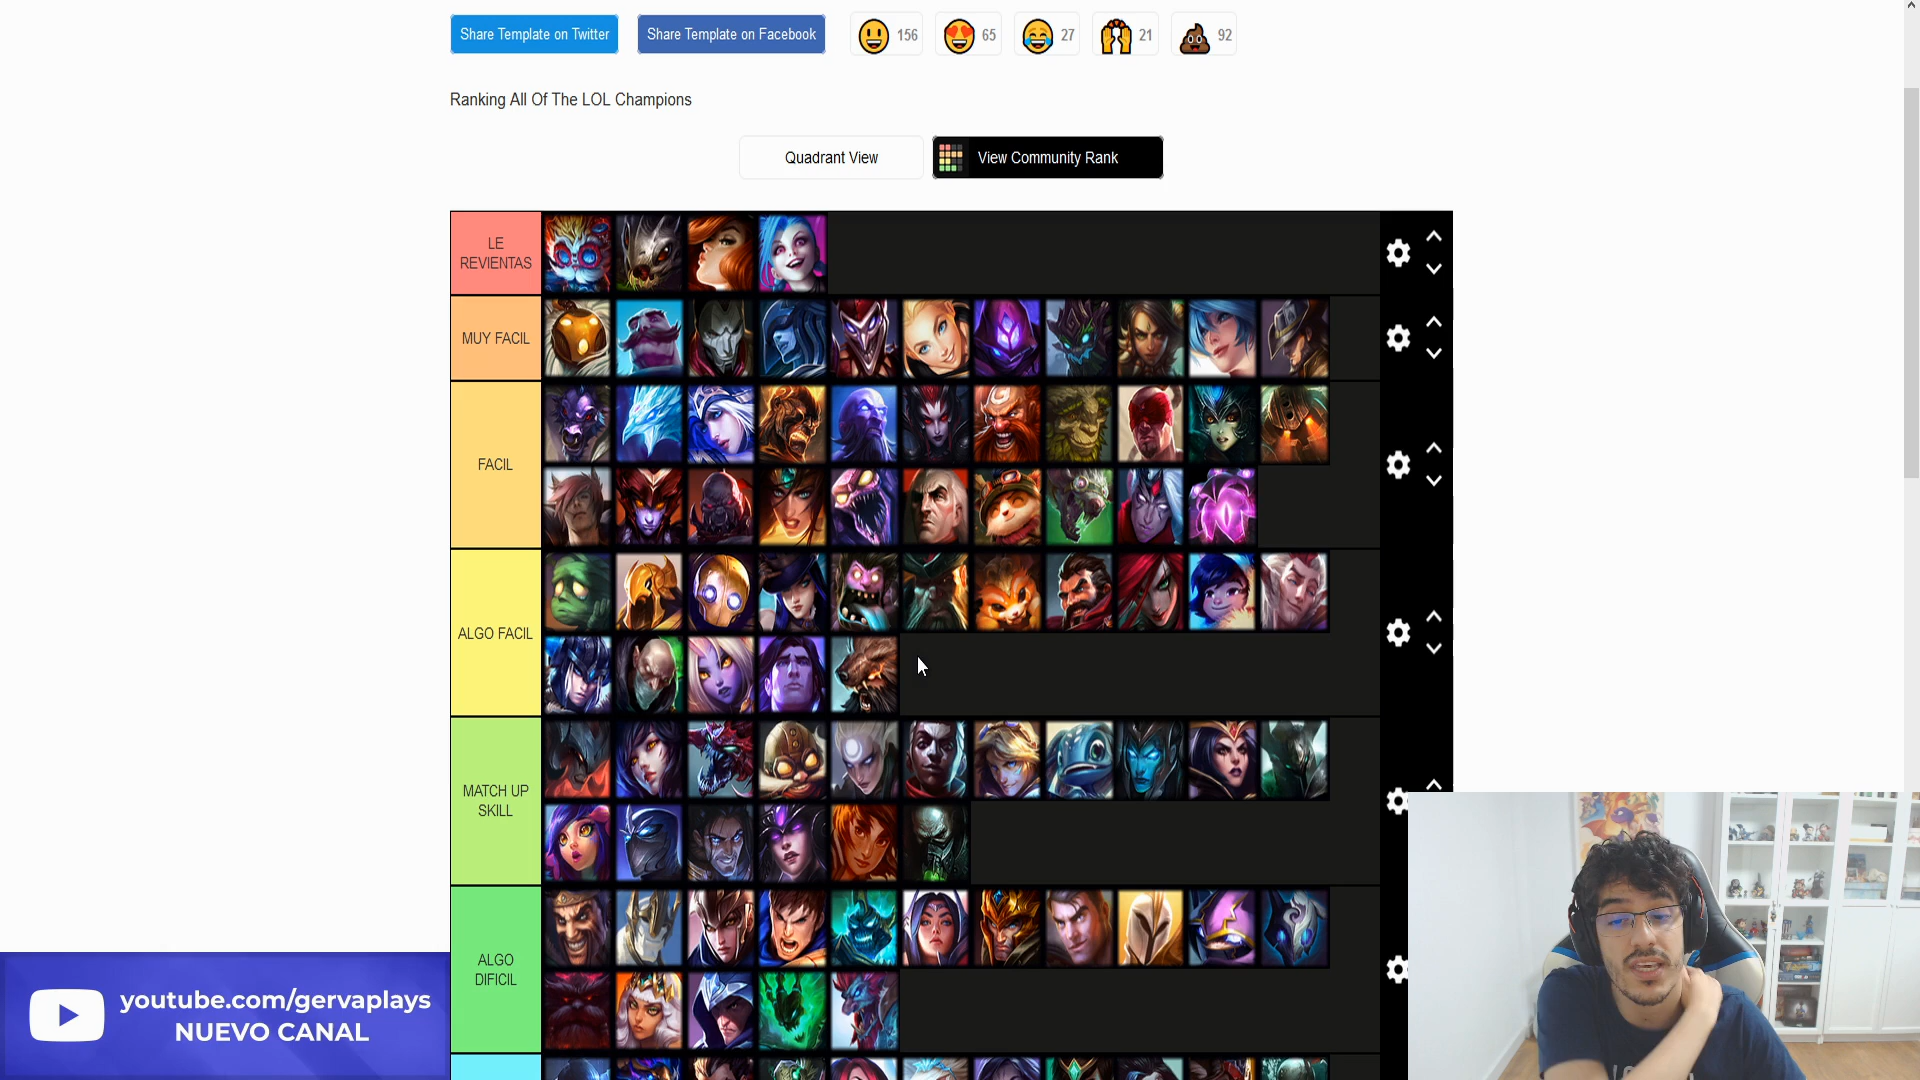 Share Template on Twitter
Share Template on Facebook
156
65
27
21
92
Ranking All Of The LOL Champions
Quadrant View
View Community Rank
LE
REVIENTAS
MUY FACIL
FACIL
ALGO FACIL
MATCH UP
SKILL
ALGO
DIFICIL
youtube.com/gervaplays
NUEVO CANAL